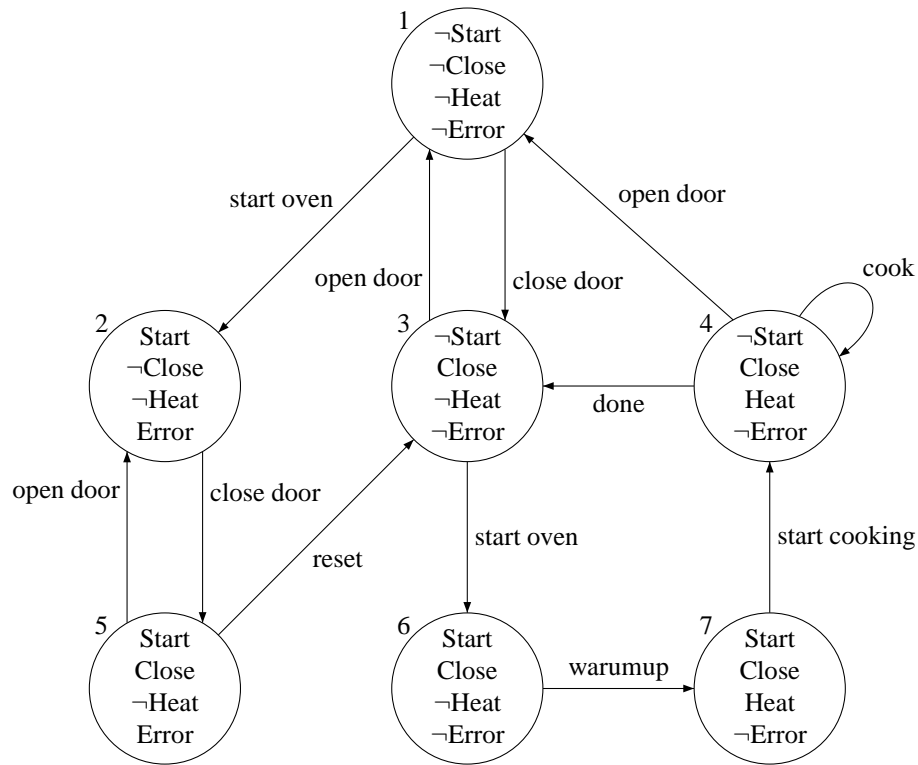 1
¬Start
¬Close
¬Heat
¬Error
start oven
open door
open door
close door
cook
2
Start
¬Close
¬Heat
Error
3
¬Start
Close
¬Heat
¬Error
4
¬Start
Close
Heat
¬Error
done
open door
close door
reset
start oven
start cooking
5
Start
Close
¬Heat
Error
6
Start
Close
¬Heat
¬Error
warumup
7
Start
Close
Heat
¬Error